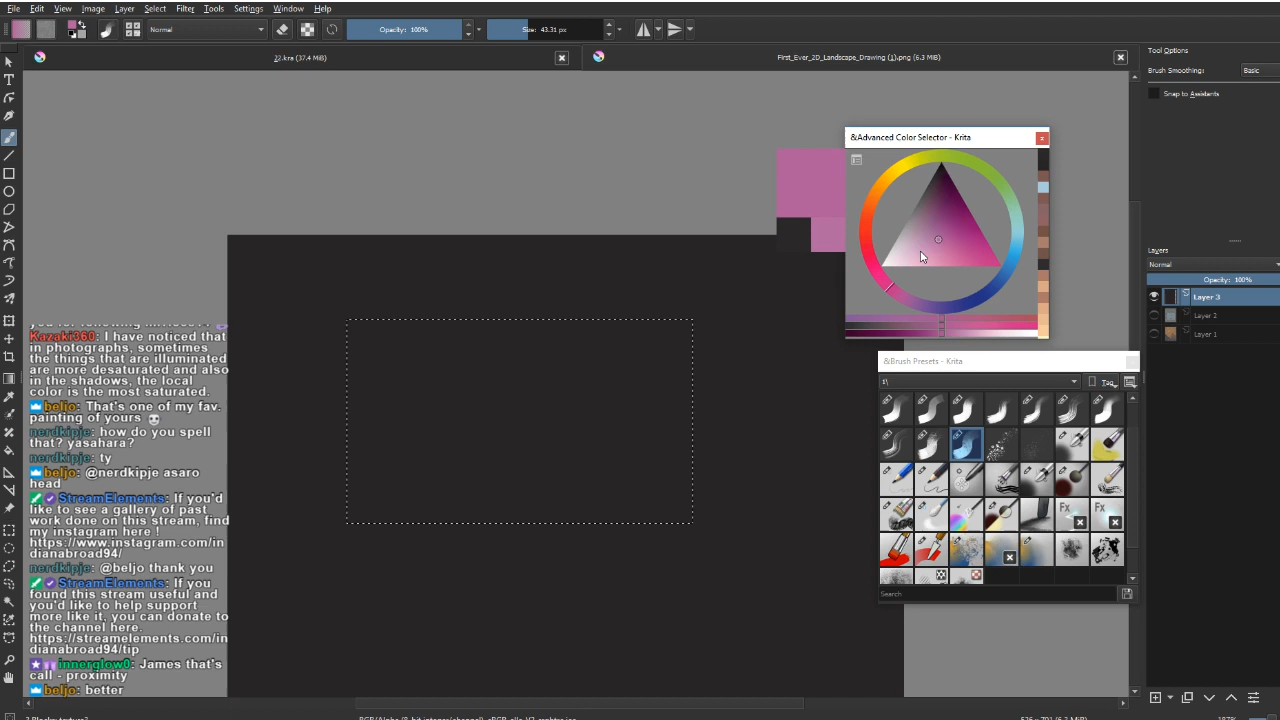 File Edit View Image Layer Select Filter Tools Settings Window Help
Normal Opacity: 100% Size: 43.31 px
22.kra (37.4 MiB) First_Ever_2D_Landscape_Drawing (1).png (6.3 MiB)
Tool Options
Brush Smoothing: Basic
Snap to Assistants
&Advanced Color Selector - Krita
Layers
Normal
Opacity: 100%
Layer 3
Layer 2
Layer 1
&Brush Presets - Krita
Tag
Fx Fx
Search
Kazaki360: I have noticed that
in photographs, sometimes
the things that are illuminated
are more desaturated and also
in the shadows, the local
color is the most saturated.
beljo: That's one of my fav.
painting of yours
nerdkipje: how do you spell
that? yasahara?
nerdkipje: ty
beljo: @nerdkipje asaro
head
StreamElements: If you'd
like to see a gallery of past
work done on this stream, find
my instagram here !
https://www.instagram.com/in
dianabroad94/
nerdkipje: @beljo thank you
StreamElements: If you
found this stream useful and
you'd like to help support
more like it, you can donate to
the channel here.
https://streamelements.com/in
dianabroad94/tip
innerglow0: James that's
call - proximity
beljo: better